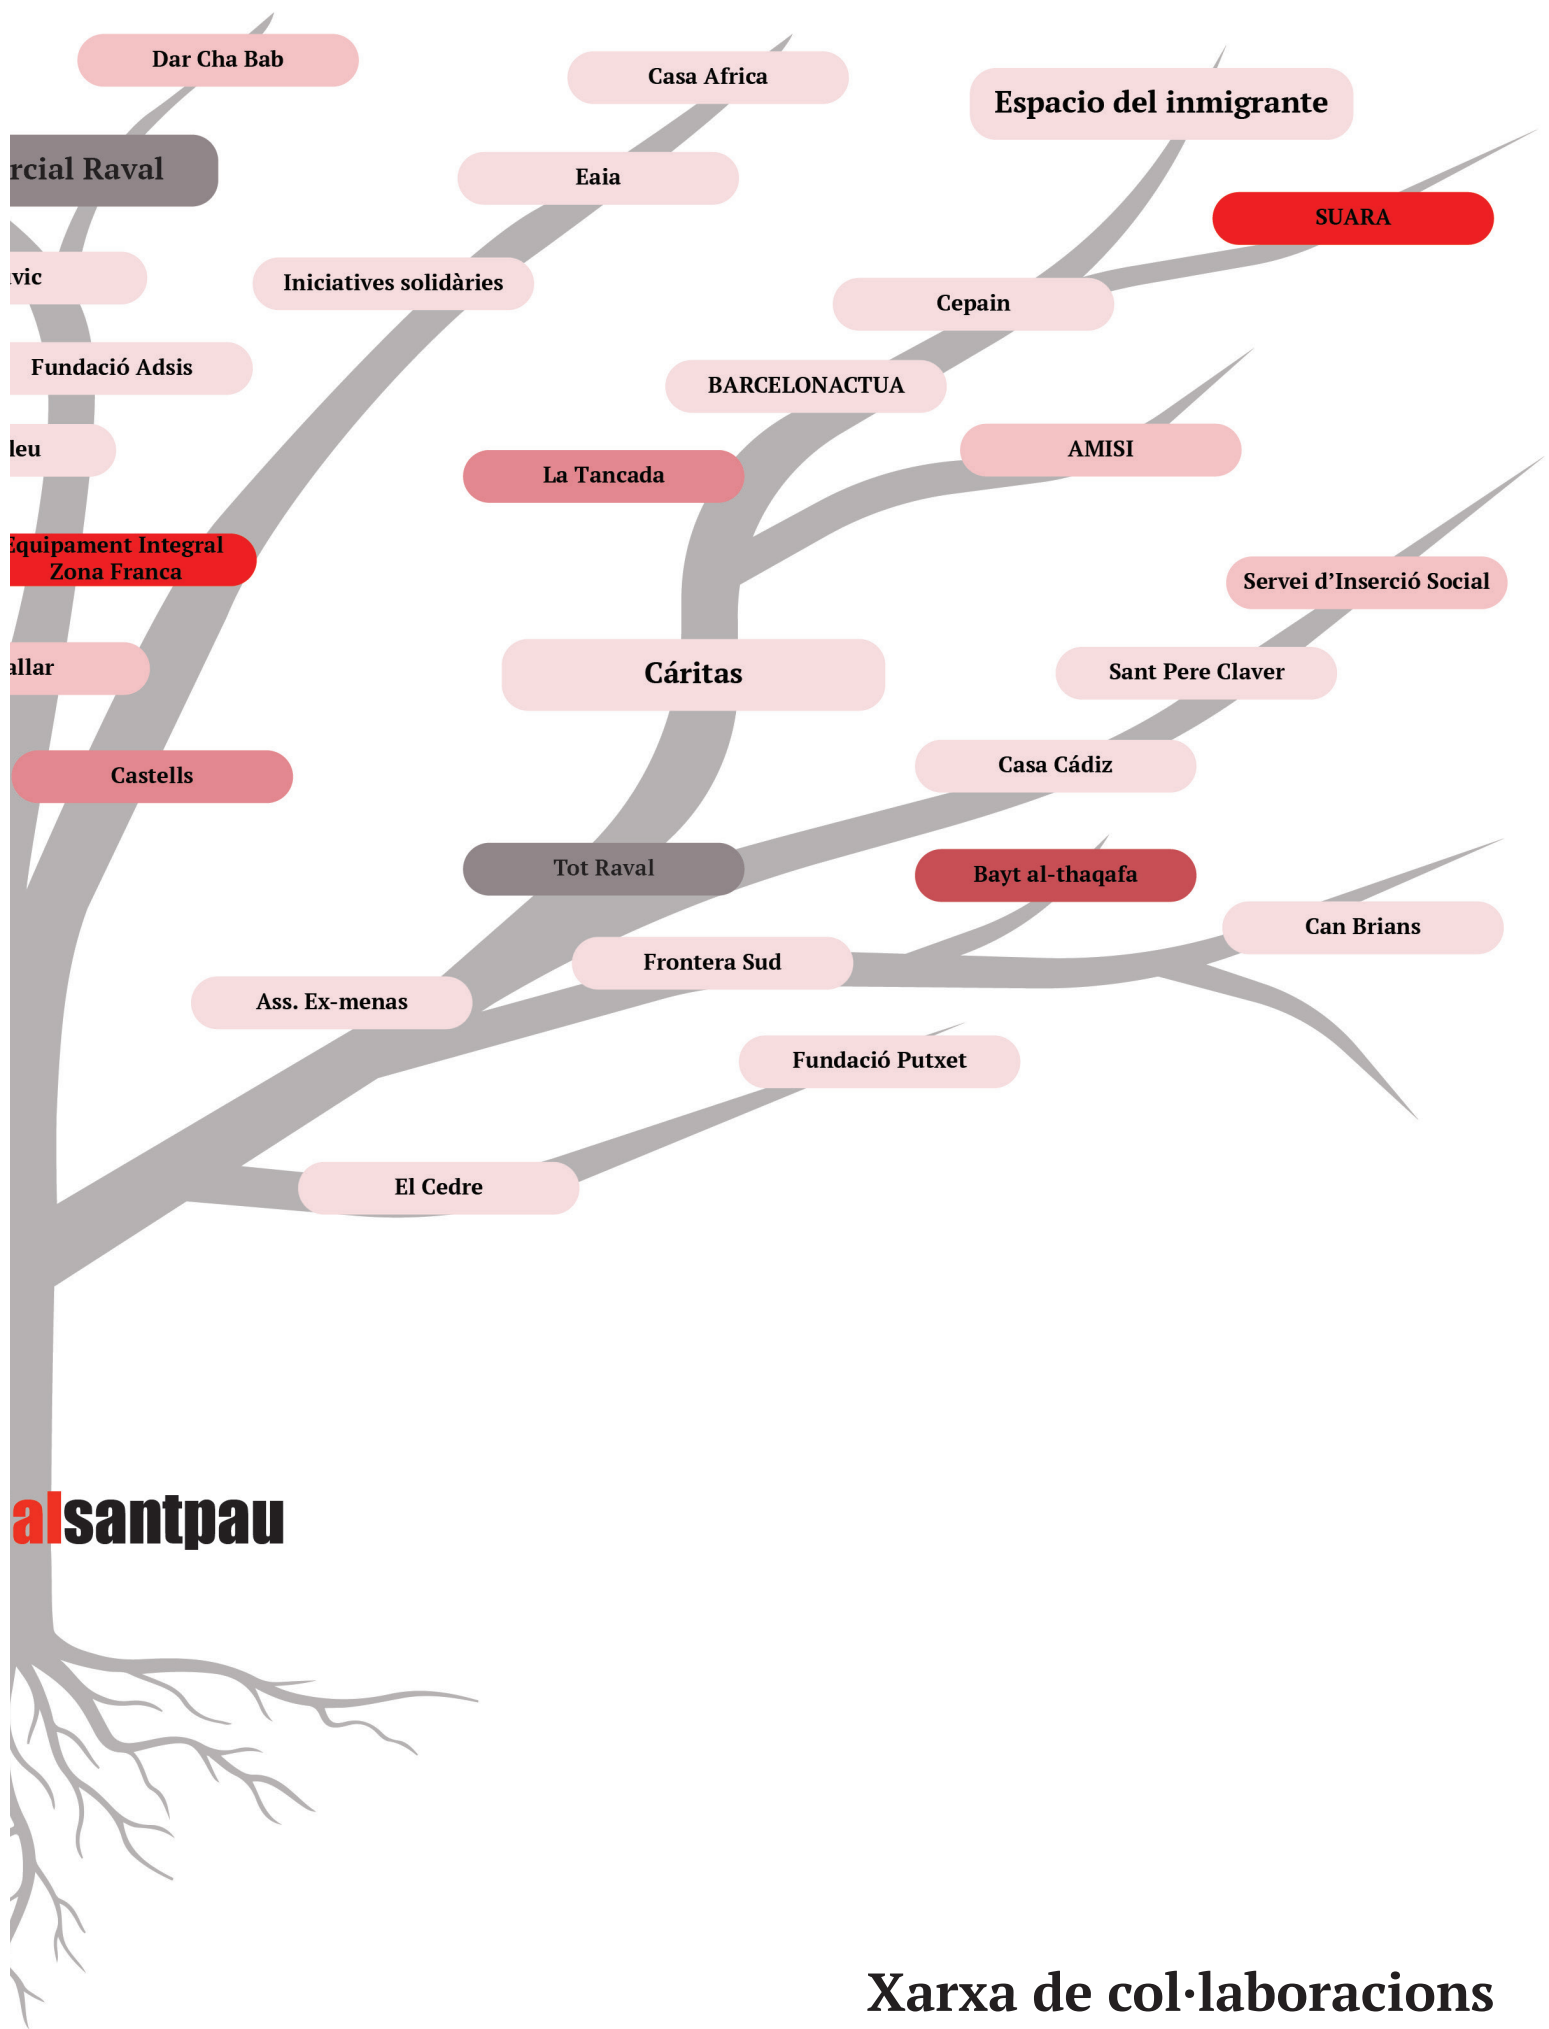 Dar Cha Bab
Casa Africa
Espacio del inmigrante
rcial Raval
Eaia
SUARA
ivic
Iniciatives solidàries
Cepain
Fundació Adsis
BARCELONACTUA
leu
AMISI
La Tancada
Equipament Integral
Zona Franca
Servei d’Inserció Social
allar
Cáritas
Sant Pere Claver
Castells
Casa Cádiz
Tot Raval
Bayt al-thaqafa
Can Brians
Frontera Sud
Ass. Ex-menas
Fundació Putxet
El Cedre
alsantpau
Xarxa de col·laboracions